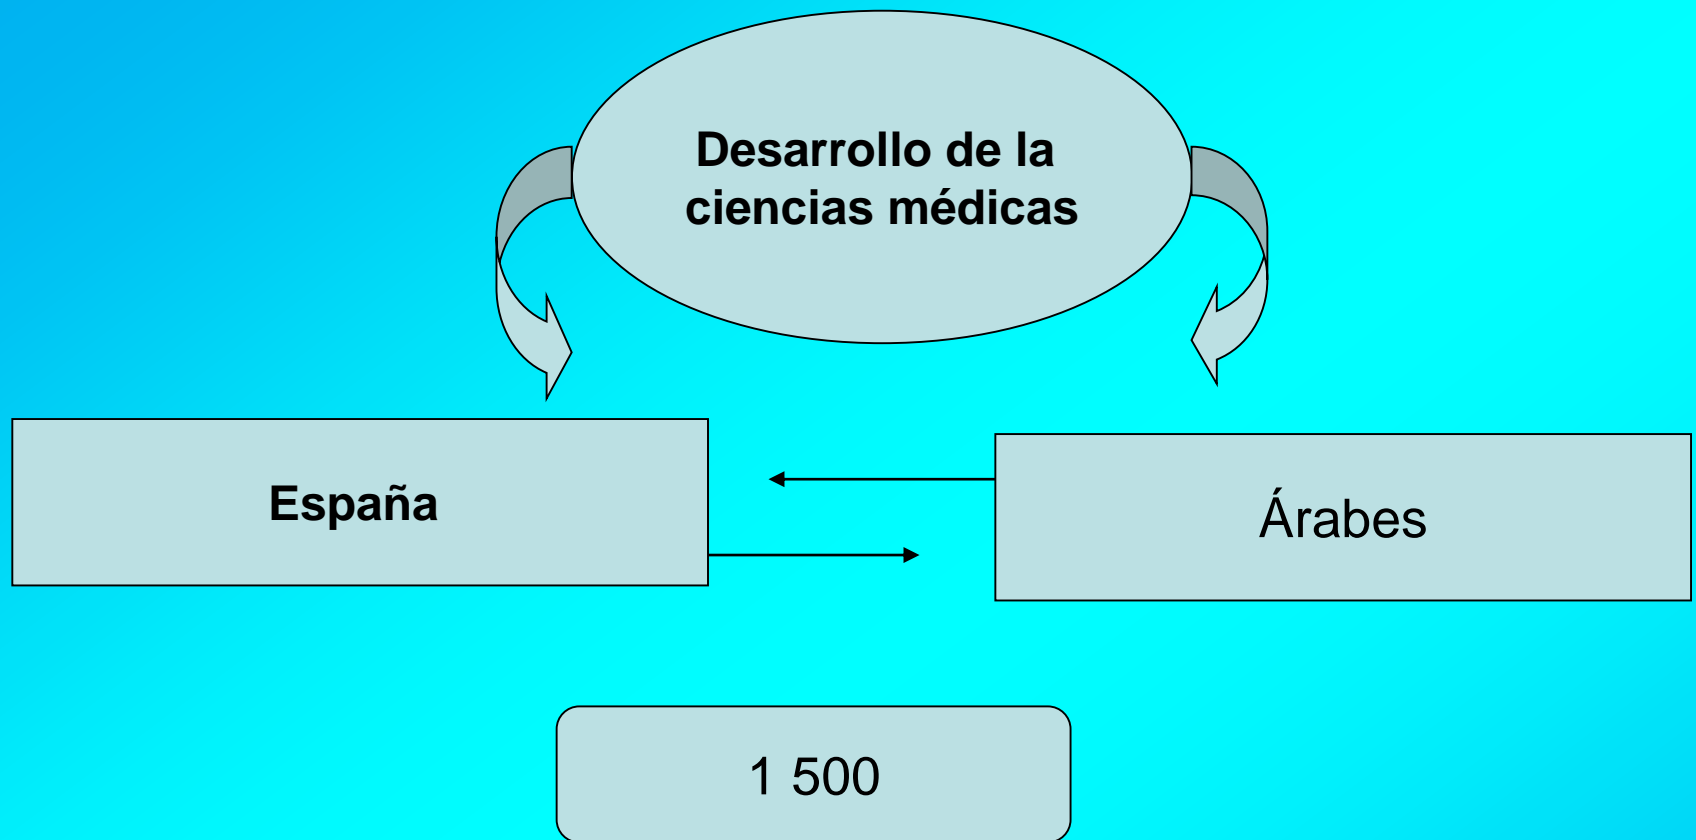 Desarrollo de la
ciencias médicas
España
Árabes
1 500